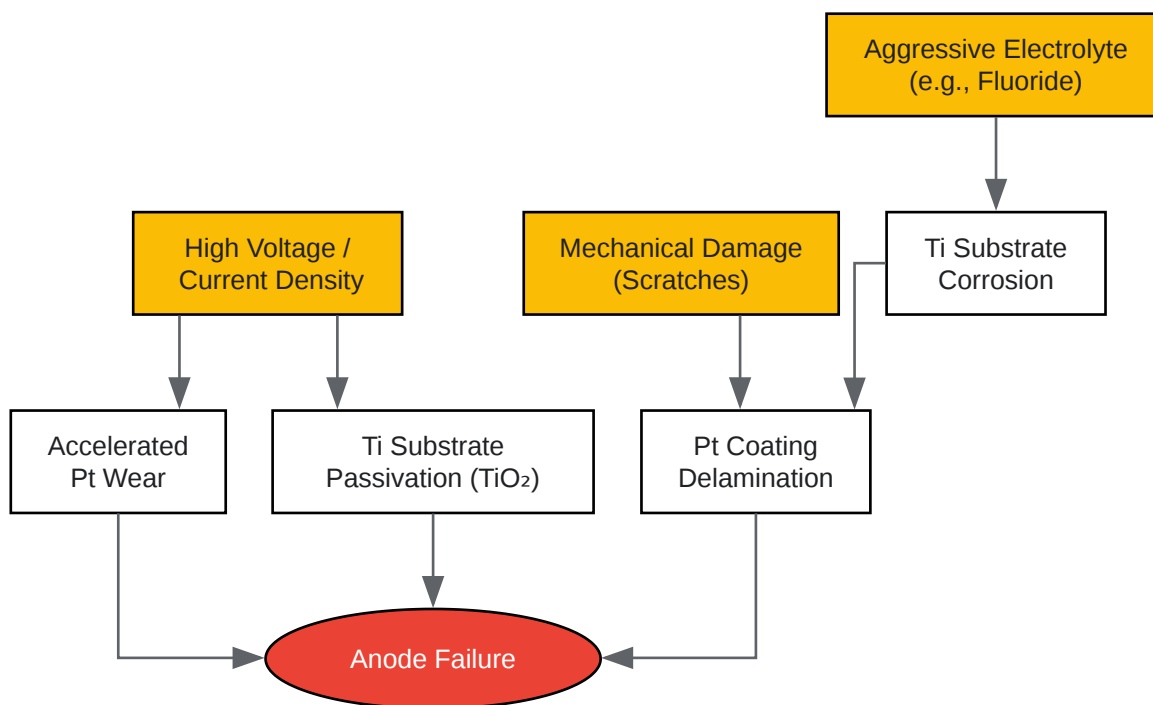 Aggressive Electrolyte
(e.g., Fluoride)
High Voltage /
Current Density
Mechanical Damage
(Scratches)
Ti Substrate
Corrosion
Accelerated
Pt Wear
Ti Substrate
Passivation (TiO₂)
Pt Coating
Delamination
Anode Failure